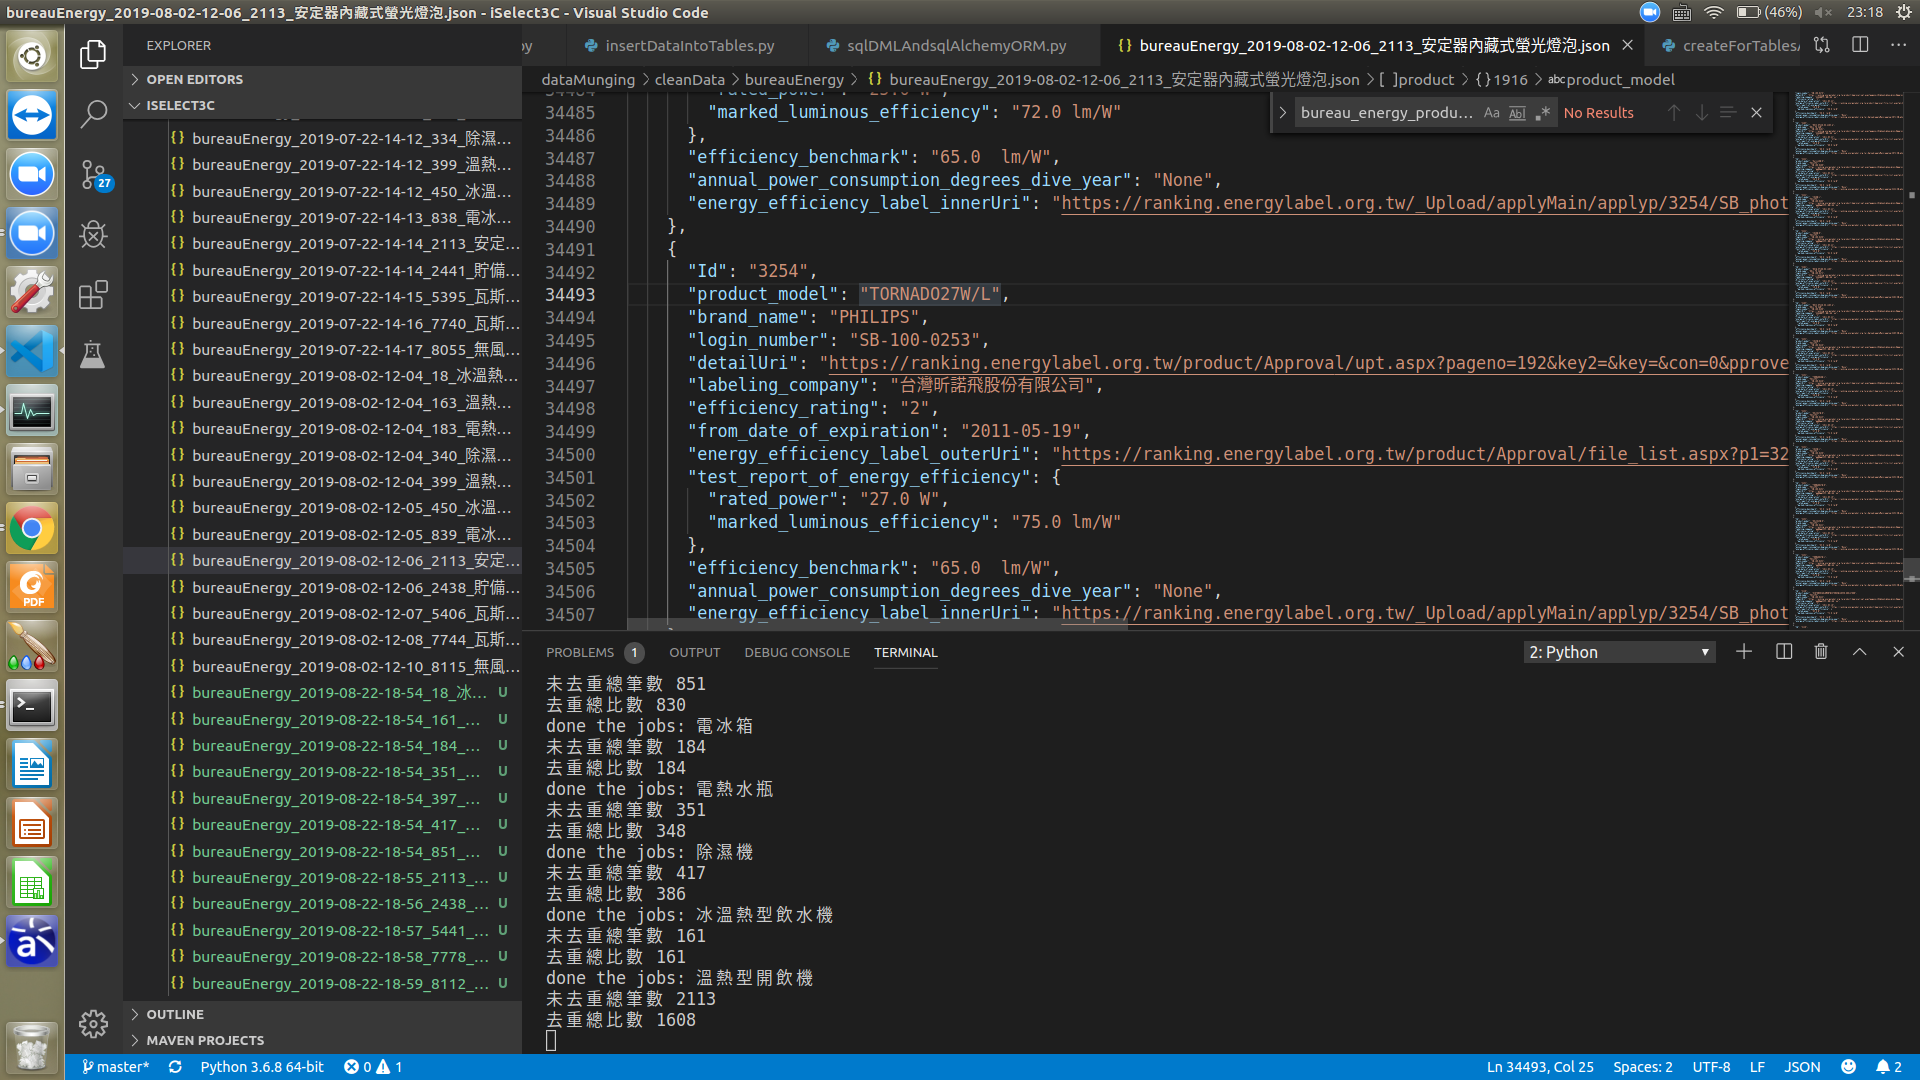 bureauEnergy_2019-08-02-12-06_2113_安定器內藏式螢光燈泡.json - iSelect3C - Visual Studio Code
(46%)
23:18
EXPLORER
OPEN EDITORS
ISELECT3C
bureauEnergy_2019-07-22-14-12_334_除濕...
bureauEnergy_2019-07-22-14-12_399_溫熱...
bureauEnergy_2019-07-22-14-12_450_冰溫...
bureauEnergy_2019-07-22-14-13_838_電冰...
bureauEnergy_2019-07-22-14-14_2113_安定...
bureauEnergy_2019-07-22-14-14_2441_貯備...
bureauEnergy_2019-07-22-14-15_5395_瓦斯...
bureauEnergy_2019-07-22-14-16_7740_瓦斯...
bureauEnergy_2019-07-22-14-17_8055_無風...
bureauEnergy_2019-08-02-12-04_18_冰溫熱...
bureauEnergy_2019-08-02-12-04_163_溫熱...
bureauEnergy_2019-08-02-12-04_183_電熱...
bureauEnergy_2019-08-02-12-04_340_除濕...
bureauEnergy_2019-08-02-12-04_399_溫熱...
bureauEnergy_2019-08-02-12-05_450_冰溫...
bureauEnergy_2019-08-02-12-05_839_電冰...
bureauEnergy_2019-08-02-12-06_2113_安定...
bureauEnergy_2019-08-02-12-06_2438_貯備...
bureauEnergy_2019-08-02-12-07_5406_瓦斯...
bureauEnergy_2019-08-02-12-08_7744_瓦斯...
bureauEnergy_2019-08-02-12-10_8115_無風...
bureauEnergy_2019-08-22-18-54_18_冰... U
bureauEnergy_2019-08-22-18-54_161_... U
bureauEnergy_2019-08-22-18-54_184_... U
bureauEnergy_2019-08-22-18-54_351_... U
bureauEnergy_2019-08-22-18-54_397_... U
bureauEnergy_2019-08-22-18-54_417_... U
bureauEnergy_2019-08-22-18-54_851_... U
bureauEnergy_2019-08-22-18-55_2113_... U
bureauEnergy_2019-08-22-18-56_2438_... U
bureauEnergy_2019-08-22-18-57_5441_... U
bureauEnergy_2019-08-22-18-58_7778_... U
bureauEnergy_2019-08-22-18-59_8112_... U
OUTLINE
MAVEN PROJECTS
27
PDF
py
insertDataIntoTables.py
sqlDMLAndsqlAlchemyORM.py
{} bureauEnergy_2019-08-02-12-06_2113_安定器內藏式螢光燈泡.json
createForTables
dataMunging > cleanData > bureauEnergy > {} bureauEnergy_2019-08-02-12-06_2113_安定器內藏式螢光燈泡.json > [ ]product > {}1916 > abc product_model
bureau_energy_produ... Aa Abl .* No Results
34485 "marked_luminous_efficiency": "72.0 lm/W"
34486 },
34487 "efficiency_benchmark": "65.0  lm/W",
34488 "annual_power_consumption_degrees_dive_year": "None",
34489 "energy_efficiency_label_innerUri": "https://ranking.energylabel.org.tw/_Upload/applyMain/applyp/3254/SB_phot
34490 },
34491 {
34492 "Id": "3254",
34493 "product_model": "TORNADO27W/L",
34494 "brand_name": "PHILIPS",
34495 "login_number": "SB-100-0253",
34496 "detailUri": "https://ranking.energylabel.org.tw/product/Approval/upt.aspx?pageno=192&key2=&key=&con=0&pprove
34497 "labeling_company": "台灣昕諾飛股份有限公司",
34498 "efficiency_rating": "2",
34499 "from_date_of_expiration": "2011-05-19",
34500 "energy_efficiency_label_outerUri": "https://ranking.energylabel.org.tw/product/Approval/file_list.aspx?p1=32
34501 "test_report_of_energy_efficiency": {
34502 "rated_power": "27.0 W",
34503 "marked_luminous_efficiency": "75.0 lm/W"
34504 },
34505 "efficiency_benchmark": "65.0  lm/W",
34506 "annual_power_consumption_degrees_dive_year": "None",
34507 "energy_efficiency_label_innerUri": "https://ranking.energylabel.org.tw/_Upload/applyMain/applyp/3254/SB_phot
PROBLEMS 1 OUTPUT DEBUG CONSOLE TERMINAL
2: Python
未去重總筆數 851
去重總比數 830
done the jobs: 電冰箱
未去重總筆數 184
去重總比數 184
done the jobs: 電熱水瓶
未去重總筆數 351
去重總比數 348
done the jobs: 除濕機
未去重總筆數 417
去重總比數 386
done the jobs: 冰溫熱型飲水機
未去重總筆數 161
去重總比數 161
done the jobs: 溫熱型開飲機
未去重總筆數 2113
去重總比數 1608
master* Python 3.6.8 64-bit 0 1
Ln 34493, Col 25 Spaces: 2 UTF-8 LF JSON 2